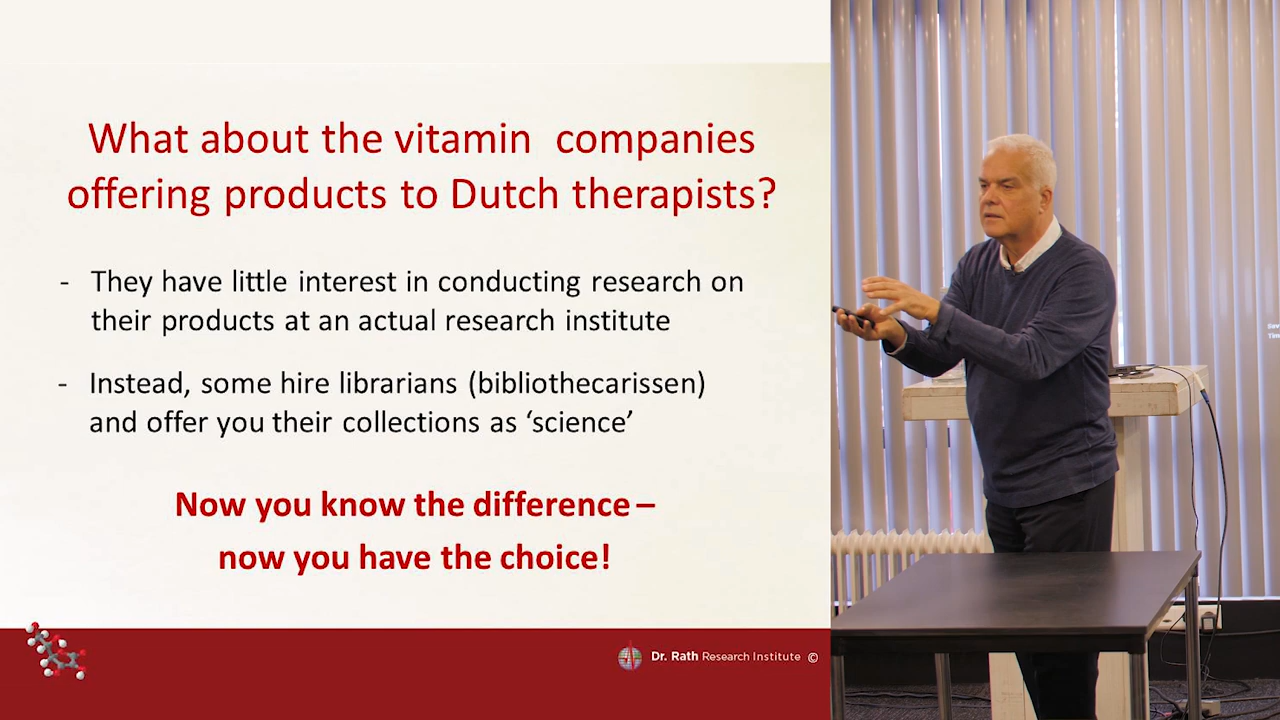 What about the vitamin companies
offering products to Dutch therapists?
- They have little interest in conducting research on
their products at an actual research institute
- Instead, some hire librarians (bibliothecarissen)
and offer you their collections as ‘science’
Now you know the difference –
now you have the choice!
Dr. Rath Research Institute ©